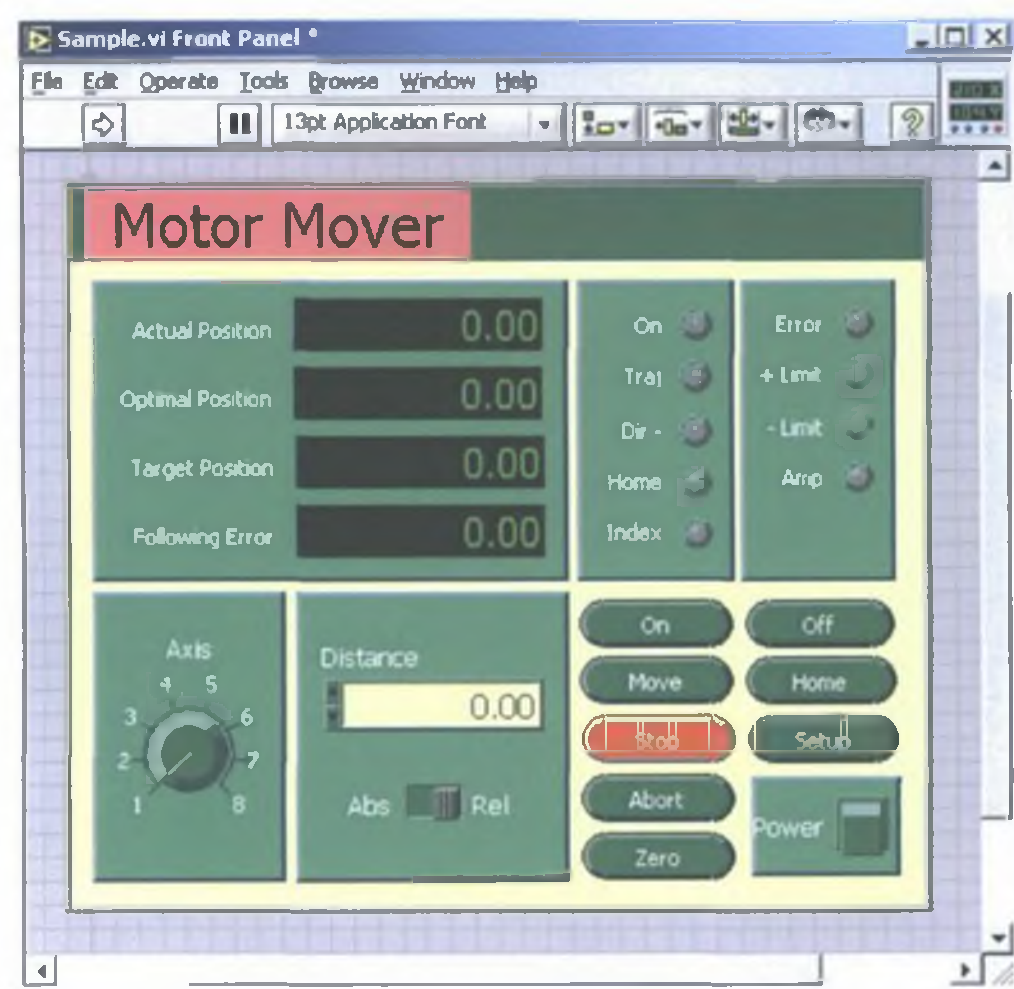 Sample.vi Front Panel *
File Edit Operate Tools Browse Window Help
13pt Application Font
?
Motor Mover
Actual Position 0.00
Optimal Position 0.00
Target Position 0.00
Following Error 0.00
On
Traj
Dir -
Home
Index
Error
+ Limit
- Limit
Amp
Axis
1 2 3 4 5 6 7 8
Distance
0.00
Abs Rel
On Off
Move Home
Stop Setup
Abort
Zero
Power